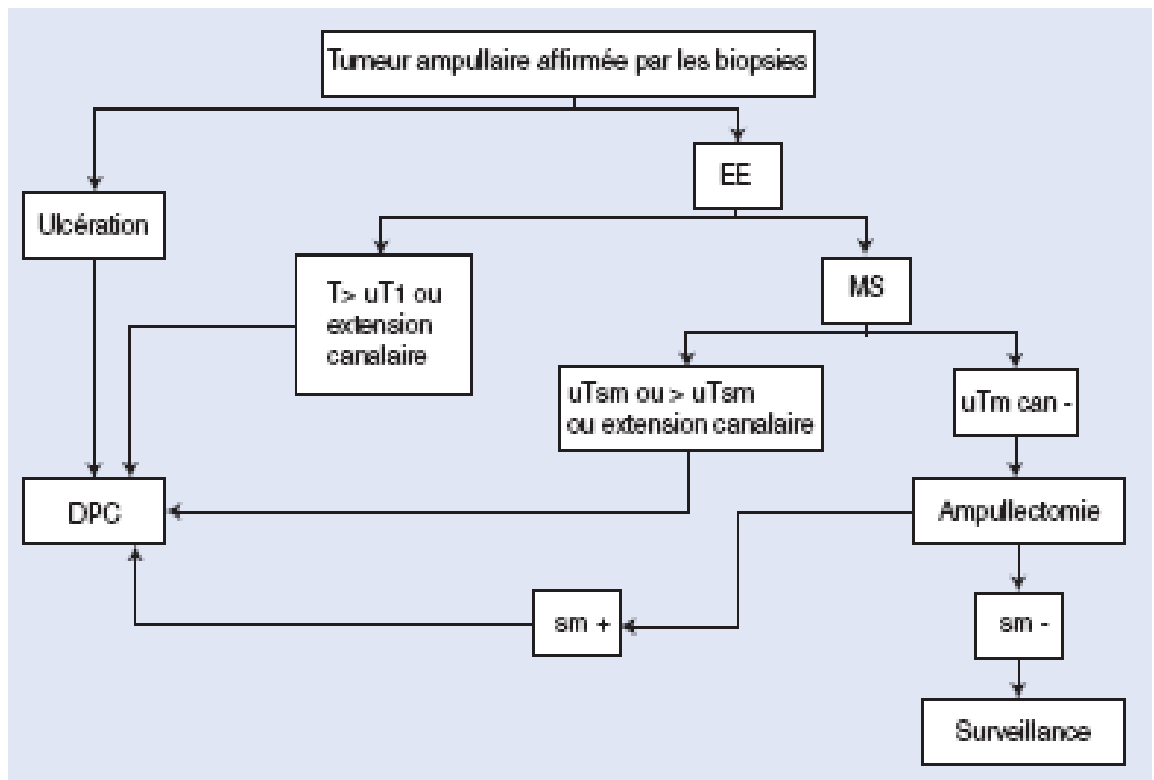 Tumeur ampullaire affirmée par les biopsies
EE
Ulcération
T> uT1 ou
extension
canalaire
MS
uTsm ou > uTsm
ou extension canalaire
uTm can -
DPC
Ampullectomie
sm +
sm -
Surveillance